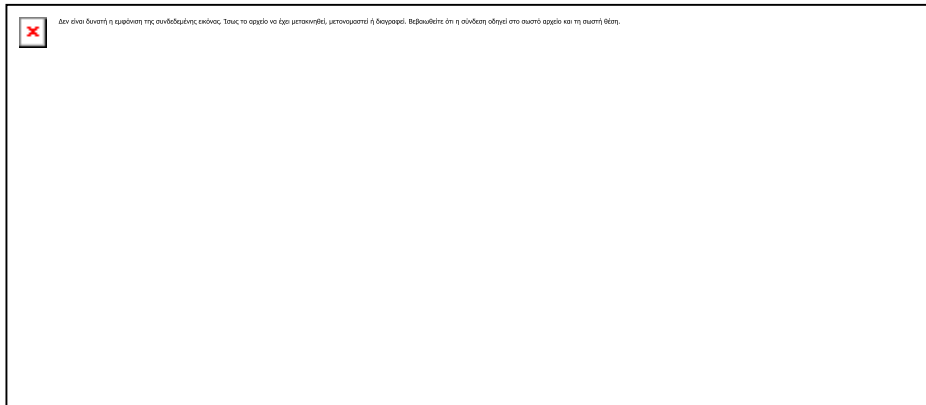 Δεν είναι δυνατή η εμφάνιση της συνδεδεμένης εικόνας. Ίσως το αρχείο να έχει μετακινηθεί, μετονομαστεί ή διαγραφεί. Βεβαιωθείτε ότι η σύνδεση οδηγεί στο σωστό αρχείο και τη σωστή θέση.